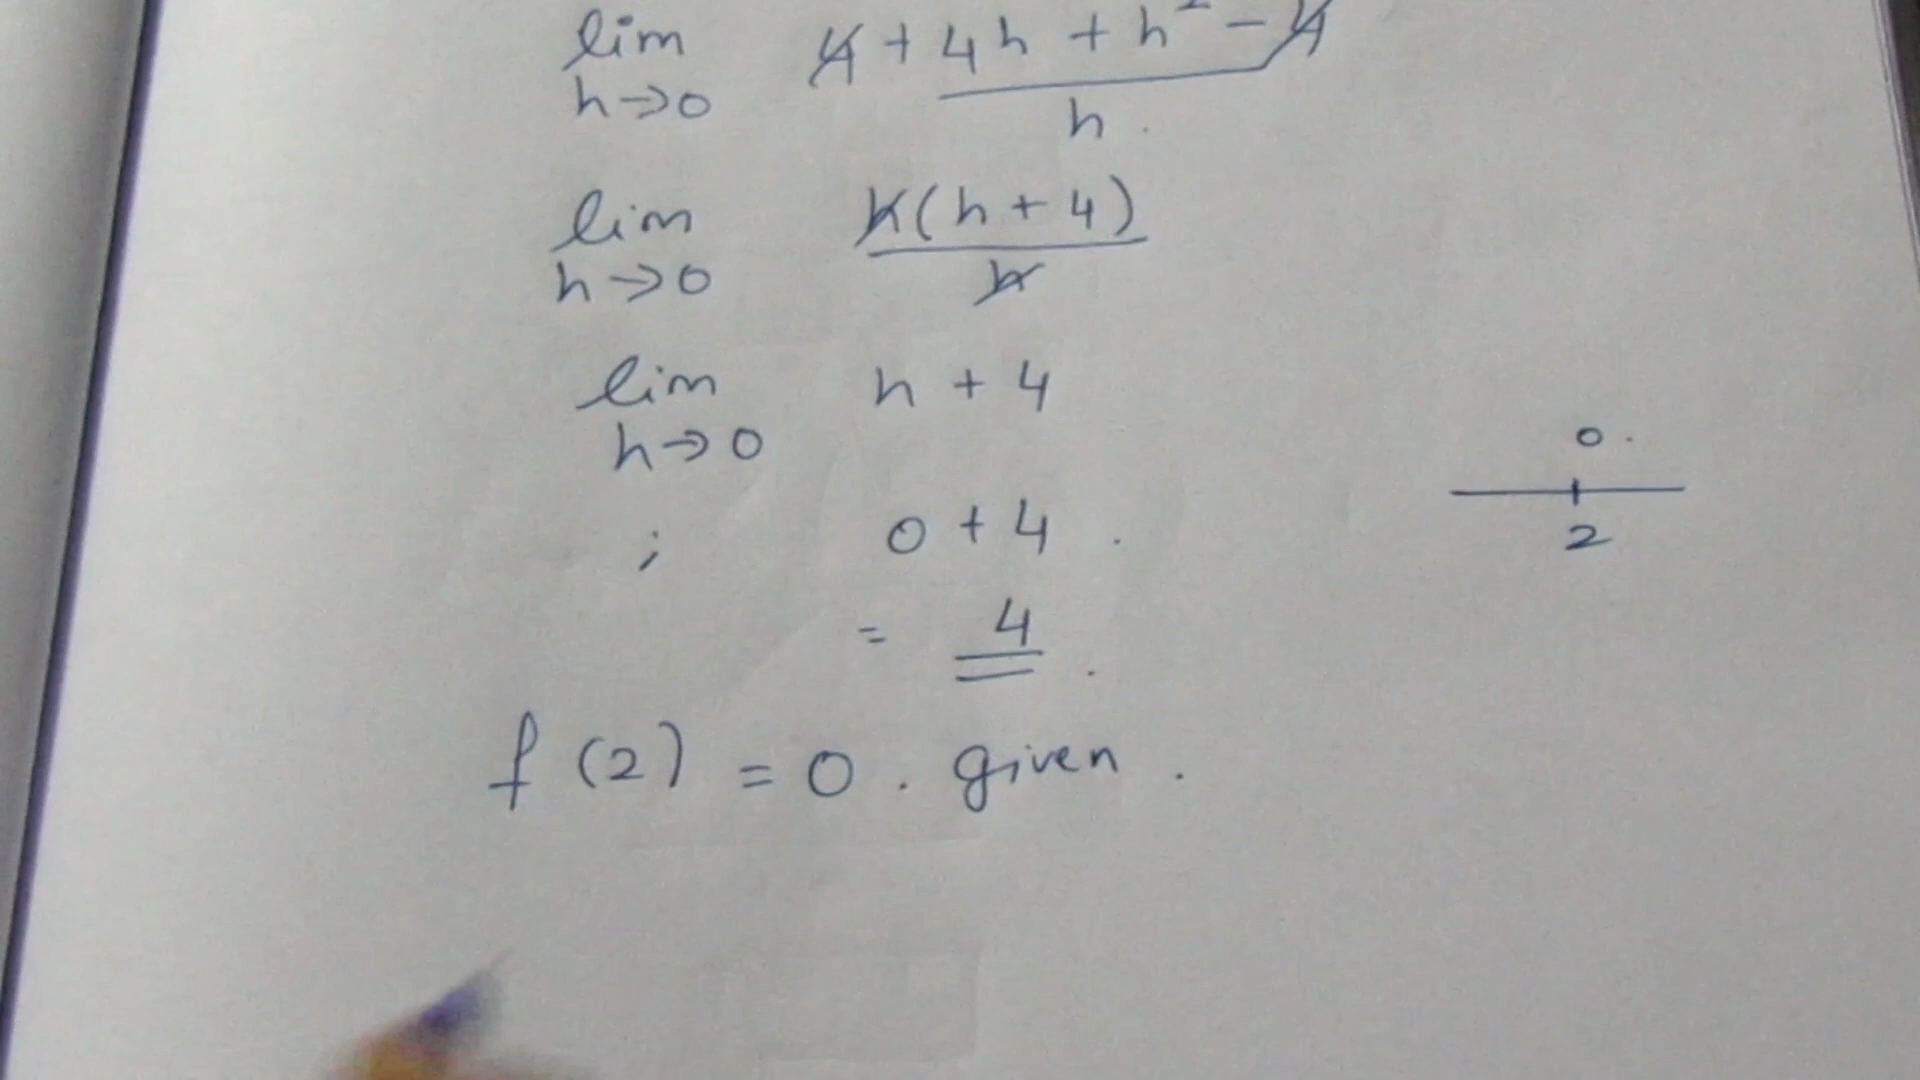 lim 4 + 4h + h² - 4
h→0 h
lim h(h + 4)
h→0 h
lim h + 4
h→0
; 0 + 4
= 4
f(2) = 0. given.
0.
2